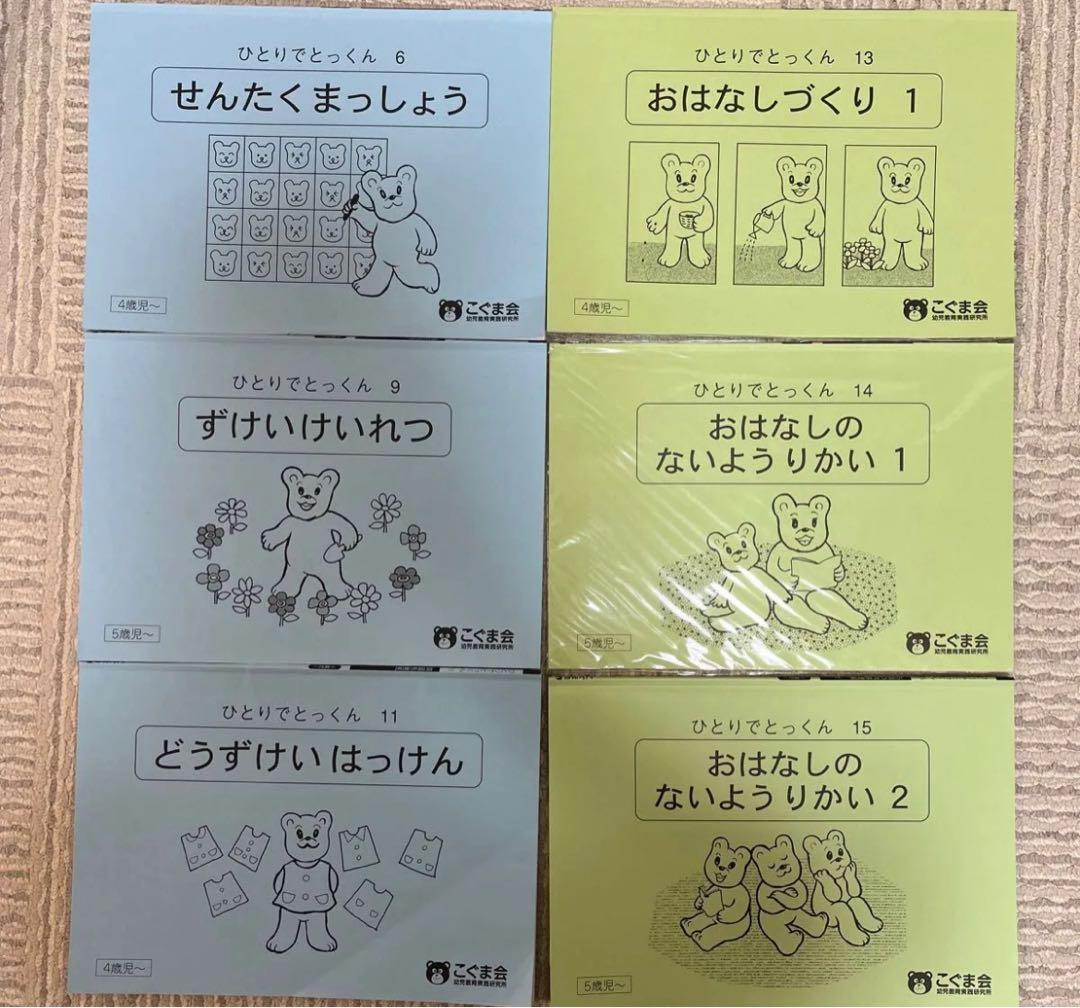 ひとりでとっくん 6
せんたくまっしょう
4歳児～
こぐま会
幼児教育実践研究所
ひとりでとっくん 13
おはなしづくり 1
4歳児～
こぐま会
幼児教育実践研究所
ひとりでとっくん 9
ずけいけいれつ
5歳児～
こぐま会
幼児教育実践研究所
ひとりでとっくん 14
おはなしの
ないようりかい 1
5歳児～
こぐま会
幼児教育実践研究所
ひとりでとっくん 11
どうずけいはっけん
4歳児～
こぐま会
幼児教育実践研究所
ひとりでとっくん 15
おはなしの
ないようりかい 2
5歳児～
こぐま会
幼児教育実践研究所